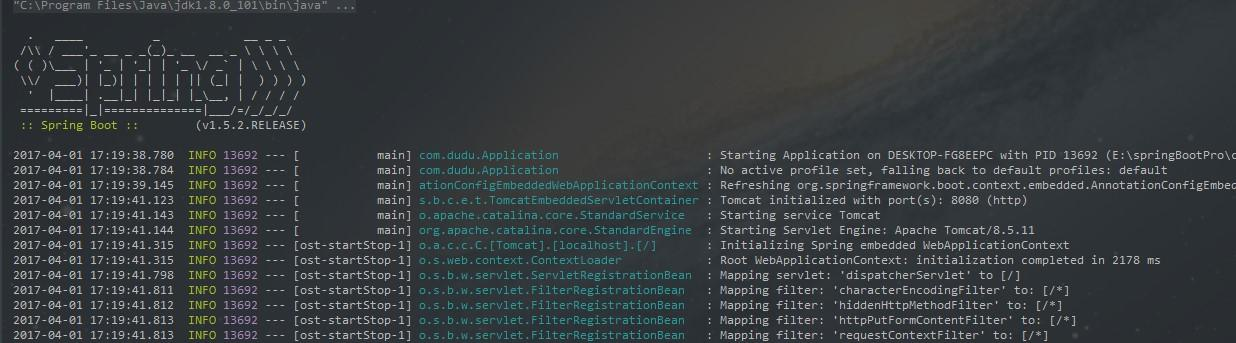 "C:\Program Files\Java\jdk1.8.0_101\bin\java" ...
  .   ____          _            __ _ _
 /\\ / ___'_ __ _ _(_)_ __  __ _ \ \ \ \
( ( )\___ | '_ | '_| | '_ \/ _` | \ \ \ \
 \\/  ___)| |_)| | | | | || (_| |  ) ) ) )
  '  |____| .__|_| |_|_| |_\__, | / / / /
 =========|_|==============|___/=/_/_/_/
 :: Spring Boot ::        (v1.5.2.RELEASE)
2017-04-01 17:19:38.780  INFO 13692 --- [           main] com.dudu.Application                     : Starting Application on DESKTOP-FG8EEPC with PID 13692 (E:\springBootPro\
2017-04-01 17:19:38.784  INFO 13692 --- [           main] com.dudu.Application                     : No active profile set, falling back to default profiles: default
2017-04-01 17:19:39.145  INFO 13692 --- [           main] ationConfigEmbeddedWebApplicationContext : Refreshing org.springframework.boot.context.embedded.AnnotationConfigEmbed
2017-04-01 17:19:41.123  INFO 13692 --- [           main] s.b.c.e.t.TomcatEmbeddedServletContainer : Tomcat initialized with port(s): 8080 (http)
2017-04-01 17:19:41.143  INFO 13692 --- [           main] o.apache.catalina.core.StandardService   : Starting service Tomcat
2017-04-01 17:19:41.144  INFO 13692 --- [           main] org.apache.catalina.core.StandardEngine  : Starting Servlet Engine: Apache Tomcat/8.5.11
2017-04-01 17:19:41.315  INFO 13692 --- [ost-startStop-1] o.a.c.c.C.[Tomcat].[localhost].[/]       : Initializing Spring embedded WebApplicationContext
2017-04-01 17:19:41.315  INFO 13692 --- [ost-startStop-1] o.s.web.context.ContextLoader            : Root WebApplicationContext: initialization completed in 2178 ms
2017-04-01 17:19:41.798  INFO 13692 --- [ost-startStop-1] o.s.b.w.servlet.ServletRegistrationBean  : Mapping servlet: 'dispatcherServlet' to [/]
2017-04-01 17:19:41.811  INFO 13692 --- [ost-startStop-1] o.s.b.w.servlet.FilterRegistrationBean   : Mapping filter: 'characterEncodingFilter' to: [/*]
2017-04-01 17:19:41.812  INFO 13692 --- [ost-startStop-1] o.s.b.w.servlet.FilterRegistrationBean   : Mapping filter: 'hiddenHttpMethodFilter' to: [/*]
2017-04-01 17:19:41.813  INFO 13692 --- [ost-startStop-1] o.s.b.w.servlet.FilterRegistrationBean   : Mapping filter: 'httpPutFormContentFilter' to: [/*]
2017-04-01 17:19:41.813  INFO 13692 --- [ost-startStop-1] o.s.b.w.servlet.FilterRegistrationBean   : Mapping filter: 'requestContextFilter' to: [/*]